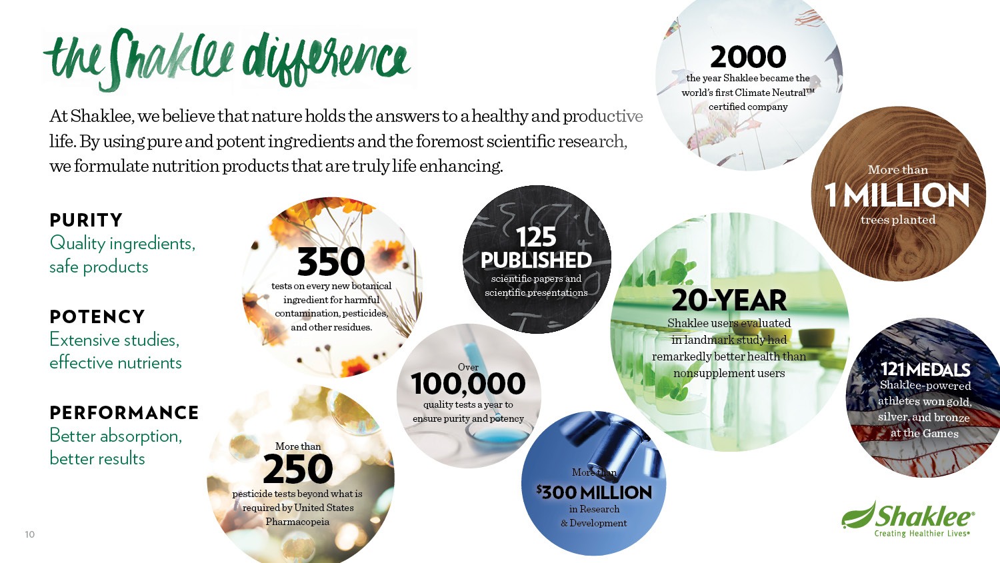 the Shaklee difference
At Shaklee, we believe that nature holds the answers to a healthy and productive
life. By using pure and potent ingredients and the foremost scientific research,
we formulate nutrition products that are truly life enhancing.
PURITY
Quality ingredients,
safe products
POTENCY
Extensive studies,
effective nutrients
PERFORMANCE
Better absorption,
better results
350
tests on every new botanical
ingredient for harmful
contamination, pesticides,
and other residues.
More than
250
pesticide tests beyond what is
required by United States
Pharmacopeia
125
PUBLISHED
scientific papers and
scientific presentations
Over
100,000
quality tests a year to
ensure purity and potency
More than
$300 MILLION
in Research
& Development
2000
the year Shaklee became the
world's first Climate Neutral™
certified company
20-YEAR
Shaklee users evaluated
in landmark study had
remarkedly better health than
nonsupplement users
More than
1 MILLION
trees planted
121 MEDALS
Shaklee-powered
athletes won gold,
silver, and bronze
at the Games
Shaklee®
Creating Healthier Lives®
10